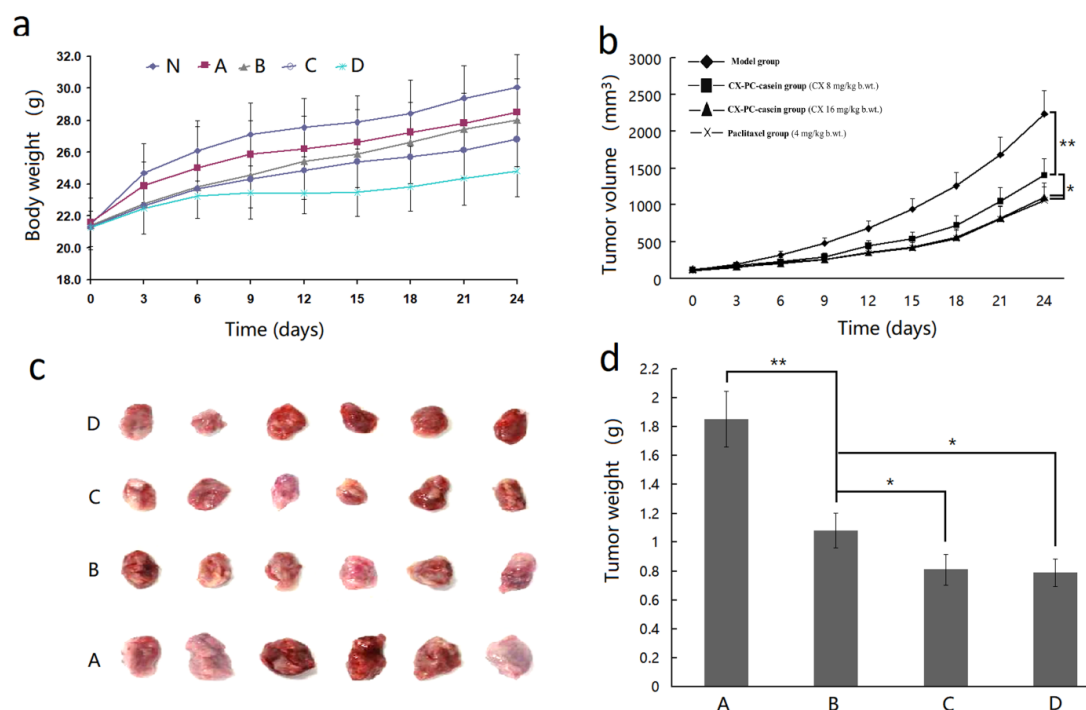 a
N A B C D
Body weight (g)
32.0
30.0
28.0
26.0
24.0
22.0
20.0
18.0
0 3 6 9 12 15 18 21 24
Time (days)
b
Model group
CX-PC-casein group (CX 8 mg/kg b.wt.)
CX-PC-casein group (CX 16 mg/kg b.wt.)
Paclitaxel group (4 mg/kg b.wt.)
Tumor volume (mm³)
3000
2500
2000
1500
1000
500
0
**
*
0 3 6 9 12 15 18 21 24
Time (days)
c
D
C
B
A
d
Tumor weight (g)
2.2
2
1.8
1.6
1.4
1.2
1
0.8
0.6
0.4
0.2
0
**
*
*
A B C D